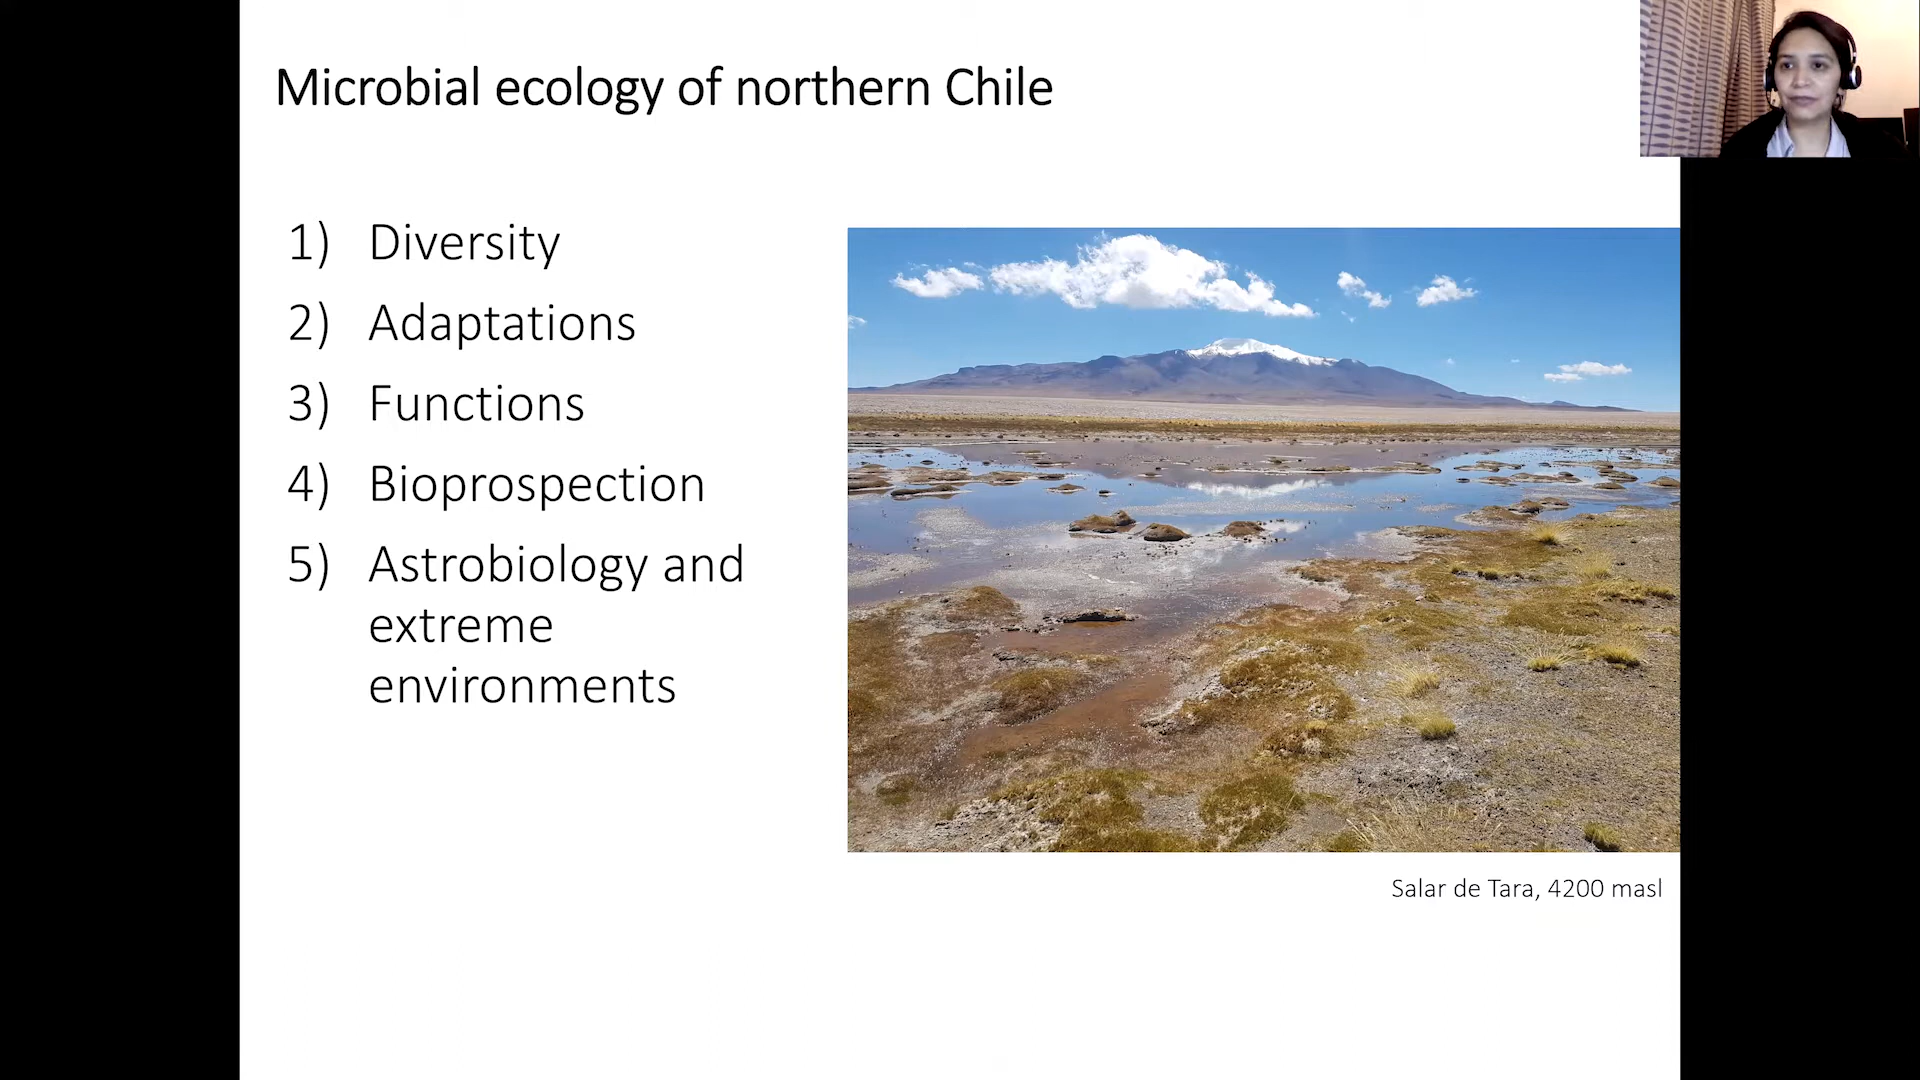 Microbial ecology of northern Chile
1) Diversity
2) Adaptations
3) Functions
4) Bioprospection
5) Astrobiology and
extreme
environments
Salar de Tara, 4200 masl